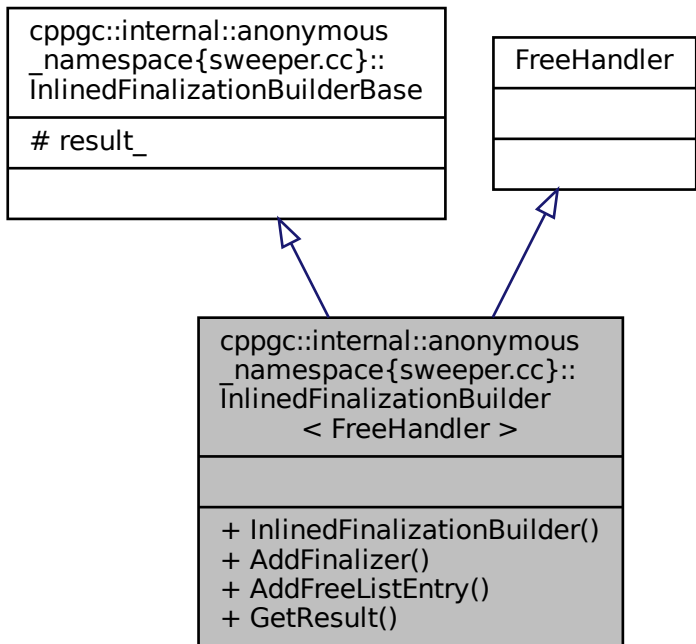 cppgc::internal::anonymous
_namespace{sweeper.cc}::
InlinedFinalizationBuilderBase
# result_
FreeHandler
cppgc::internal::anonymous
_namespace{sweeper.cc}::
InlinedFinalizationBuilder
< FreeHandler >
+ InlinedFinalizationBuilder()
+ AddFinalizer()
+ AddFreeListEntry()
+ GetResult()